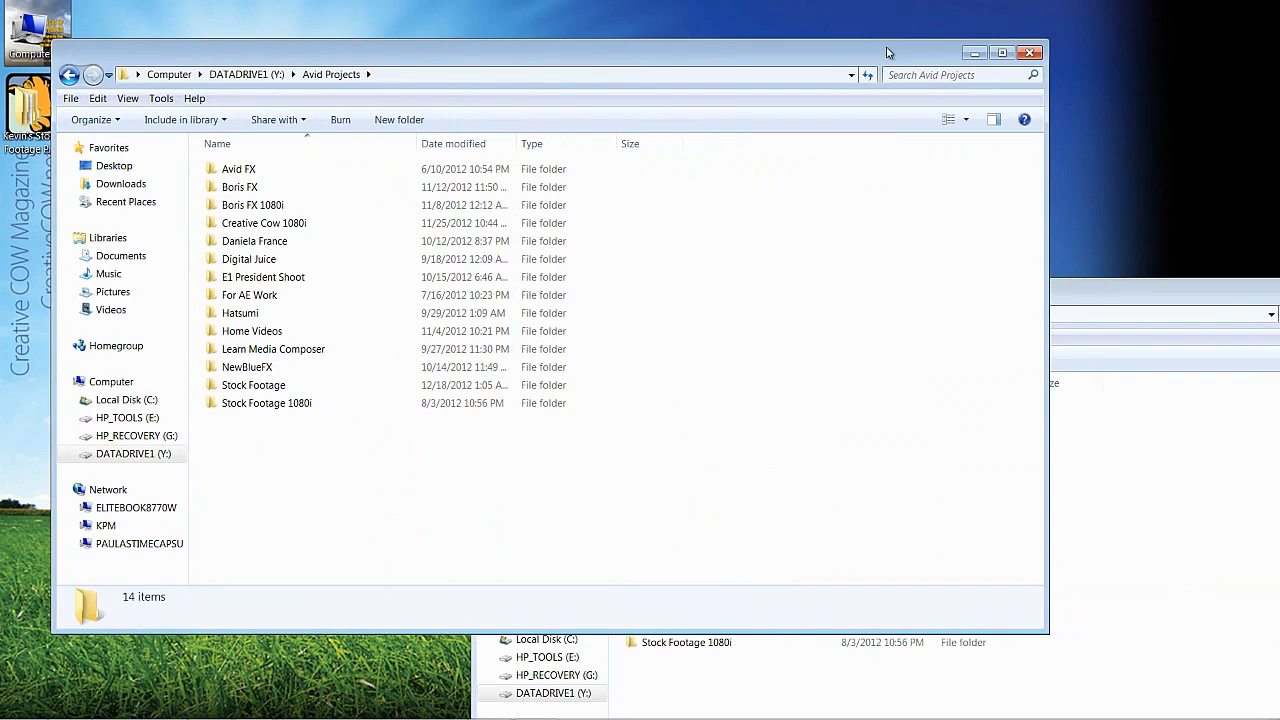 Computer
Kevin's Sto
Footage P
Creative COW Magazine
Computer DATADRIVE1 (Y:) Avid Projects
Search Avid Projects
File Edit View Tools Help
Organize Include in library Share with Burn New folder
Name Date modified Type Size
Favorites
Desktop
Downloads
Recent Places
Libraries
Documents
Music
Pictures
Videos
Homegroup
Computer
Local Disk (C:)
HP_TOOLS (E:)
HP_RECOVERY (G:)
DATADRIVE1 (Y:)
Network
ELITEBOOK8770W
KPM
PAULASTIMECAPSU
Avid FX 6/10/2012 10:54 PM File folder
Boris FX 11/12/2012 11:50 ... File folder
Boris FX 1080i 11/8/2012 12:12 A... File folder
Creative Cow 1080i 11/25/2012 10:44 ... File folder
Daniela France 10/12/2012 8:37 PM File folder
Digital Juice 9/18/2012 12:09 A... File folder
E1 President Shoot 10/15/2012 6:46 A... File folder
For AE Work 7/16/2012 10:23 PM File folder
Hatsumi 9/29/2012 1:09 AM File folder
Home Videos 11/4/2012 10:21 PM File folder
Learn Media Composer 9/27/2012 11:30 PM File folder
NewBlueFX 10/14/2012 11:49 ... File folder
Stock Footage 12/18/2012 1:05 A... File folder
Stock Footage 1080i 8/3/2012 10:56 PM File folder
14 items
ze
Local Disk (C:)
HP_TOOLS (E:)
HP_RECOVERY (G:)
DATADRIVE1 (Y:)
Stock Footage 1080i 8/3/2012 10:56 PM File folder